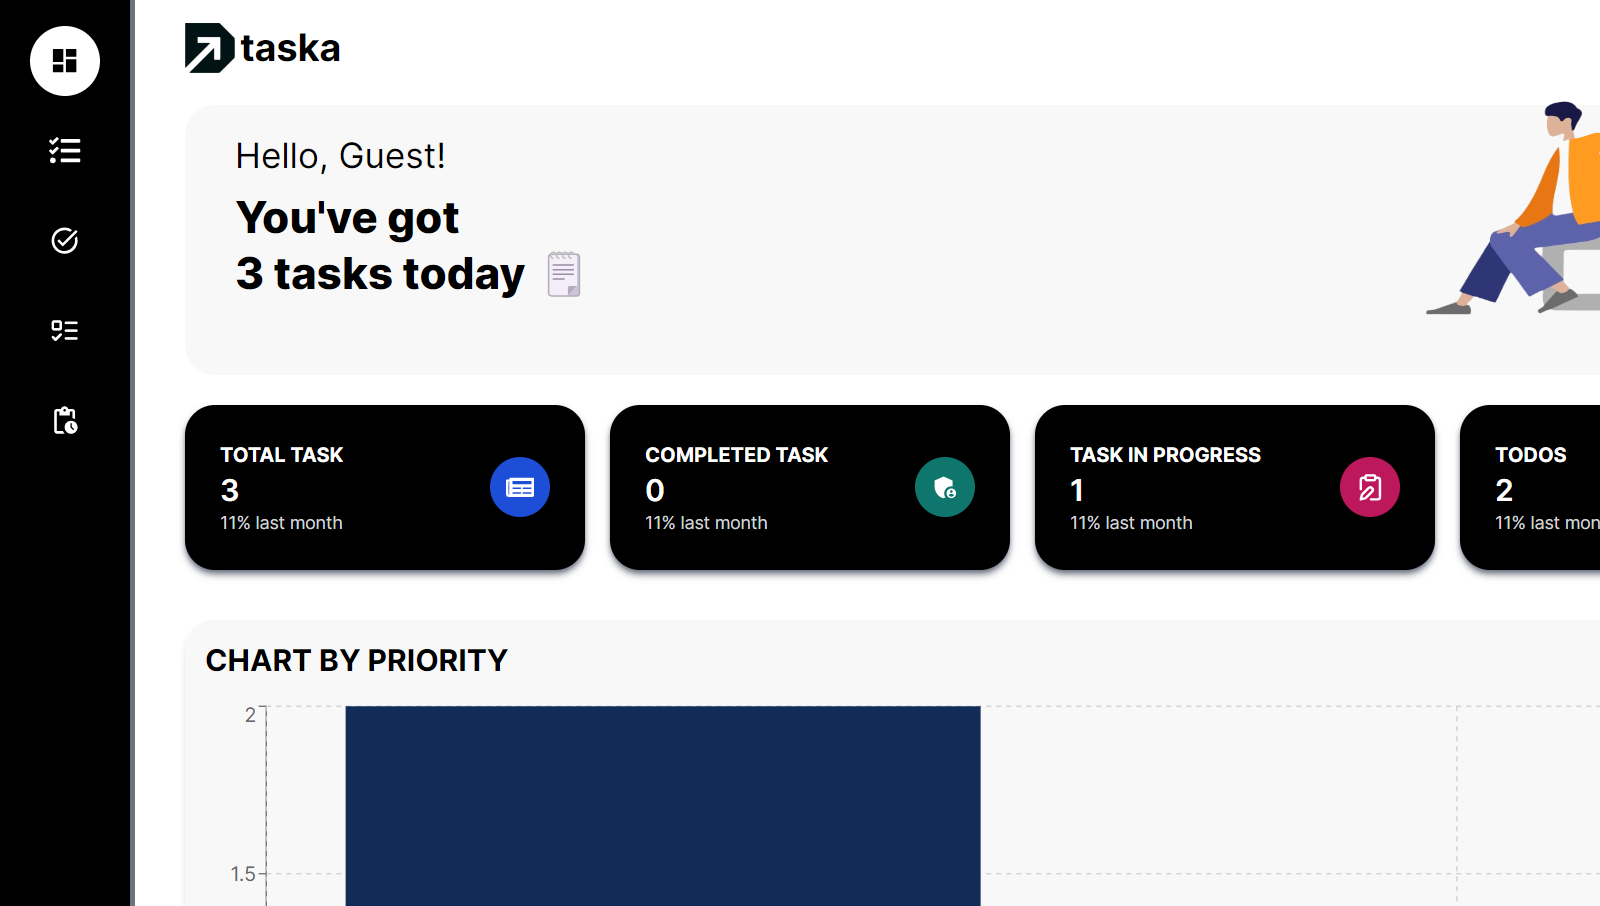 taska
Hello, Guest!
You've got
3 tasks today
TOTAL TASK
3
11% last month
COMPLETED TASK
0
11% last month
TASK IN PROGRESS
1
11% last month
TODOS
2
11% last mon
CHART BY PRIORITY
2
1.5